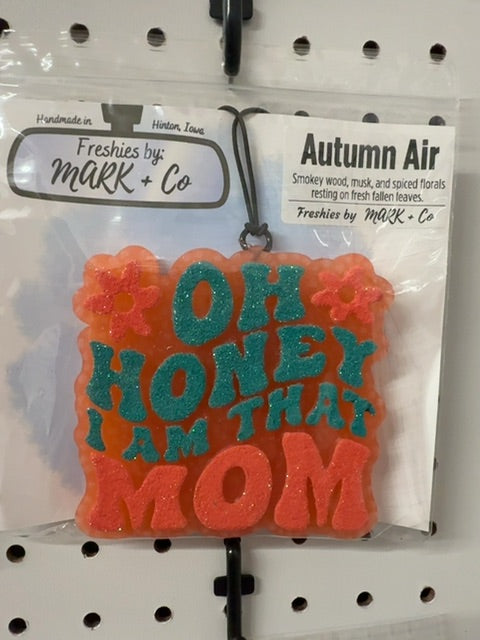 Handmade in Hinton, Iowa
Freshies by:
MARK + Co
Autumn Air
Smokey wood, musk, and spiced florals
resting on fresh fallen leaves.
Freshies by MARK + Co
OH
HONEY
I AM THAT
MOM